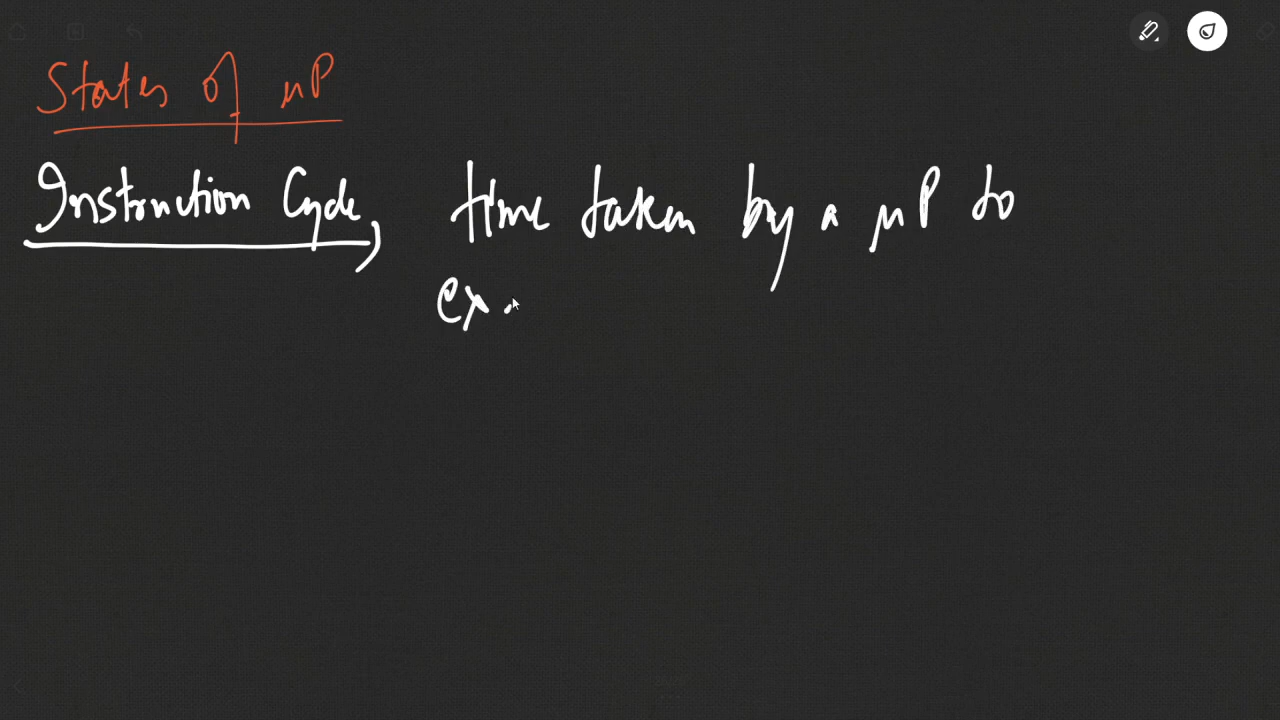 States of μP
Instruction Cycle, time taken by a μP to
ex.